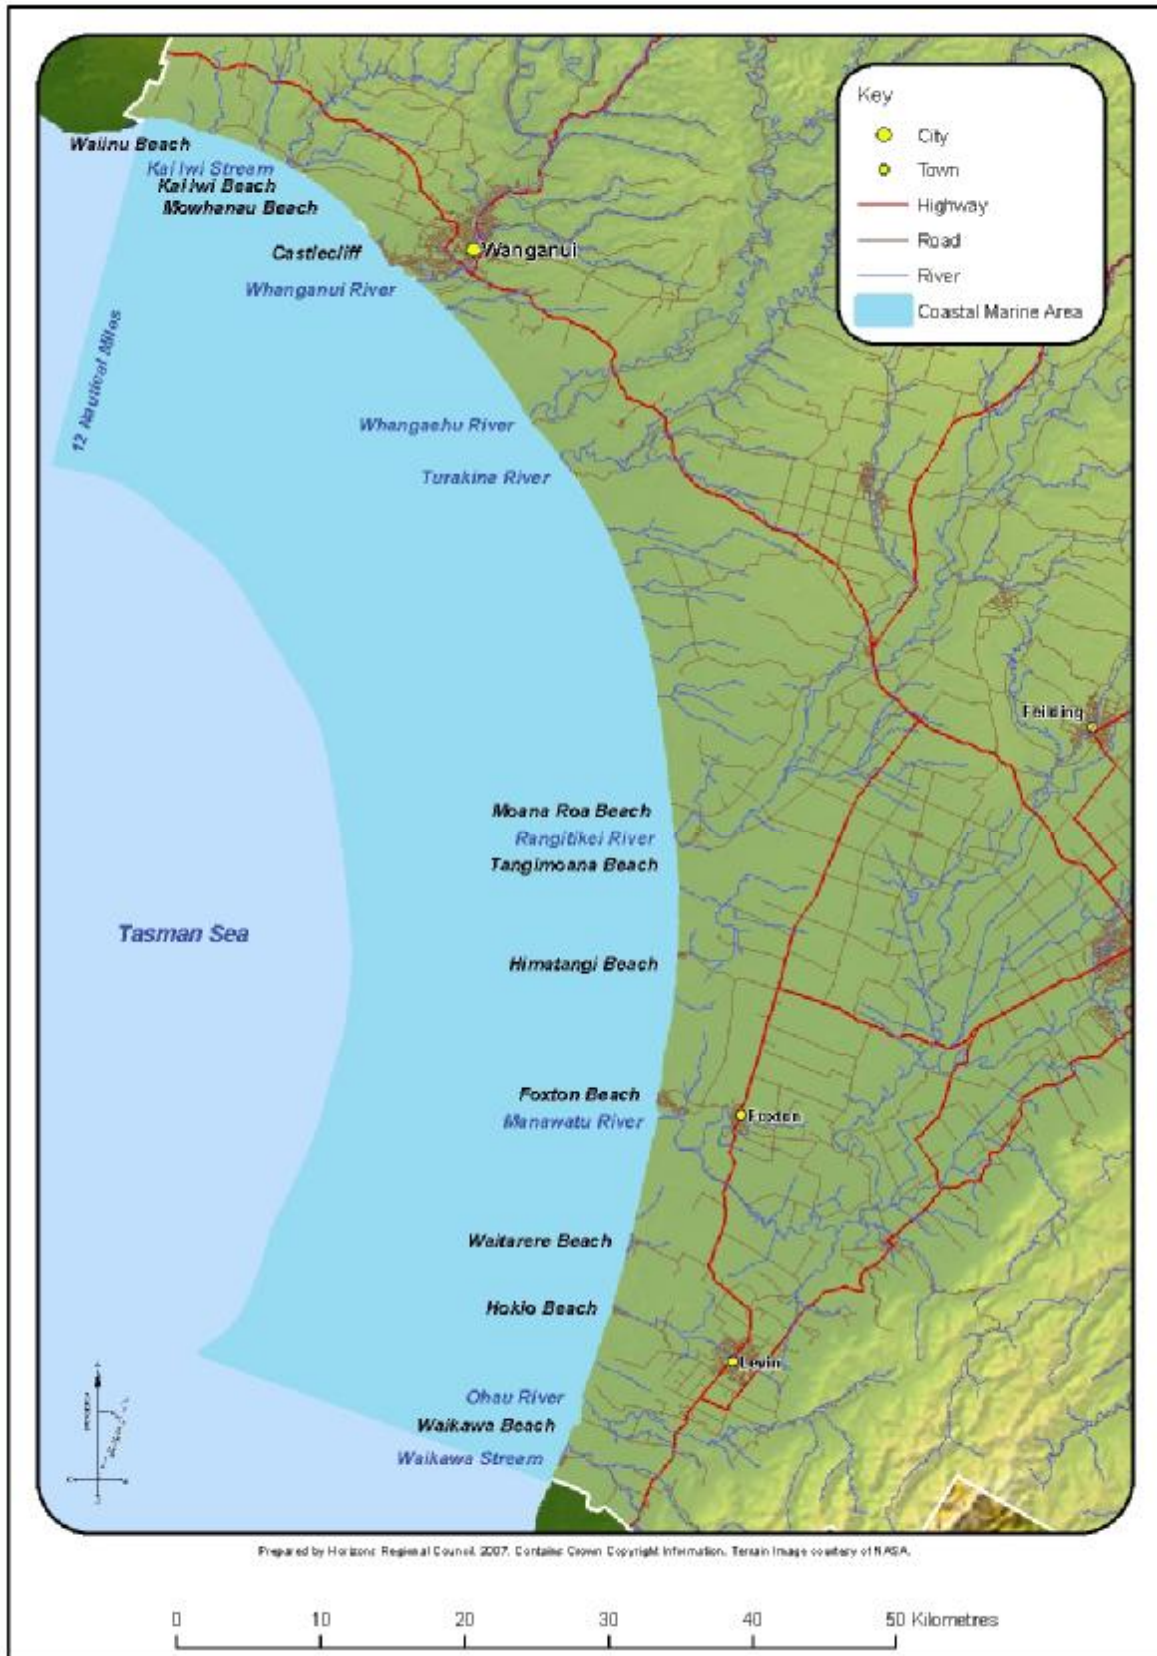 Key
City
Town
Highway
Road
River
Coastal Marine Area
Waiinu Beach
Kai Iwi Stream
Kai Iwi Beach
Mowhanau Beach
Castlecliff
Wanganui
Whanganui River
12 Nautical Miles
Whangaehu River
Turakina River
Feilding
Moana Roa Beach
Rangitikei River
Tangimoana Beach
Tasman Sea
Himatangi Beach
Foxton Beach
Foxton
Manawatu River
Waitarere Beach
Hokio Beach
Levin
Ohau River
Waikawa Beach
Waikawa Stream
Prepared by Horizons Regional Council. 2007. Contains Crown Copyright Information. Terrain Image courtesy of NASA.
0 10 20 30 40 50 Kilometres